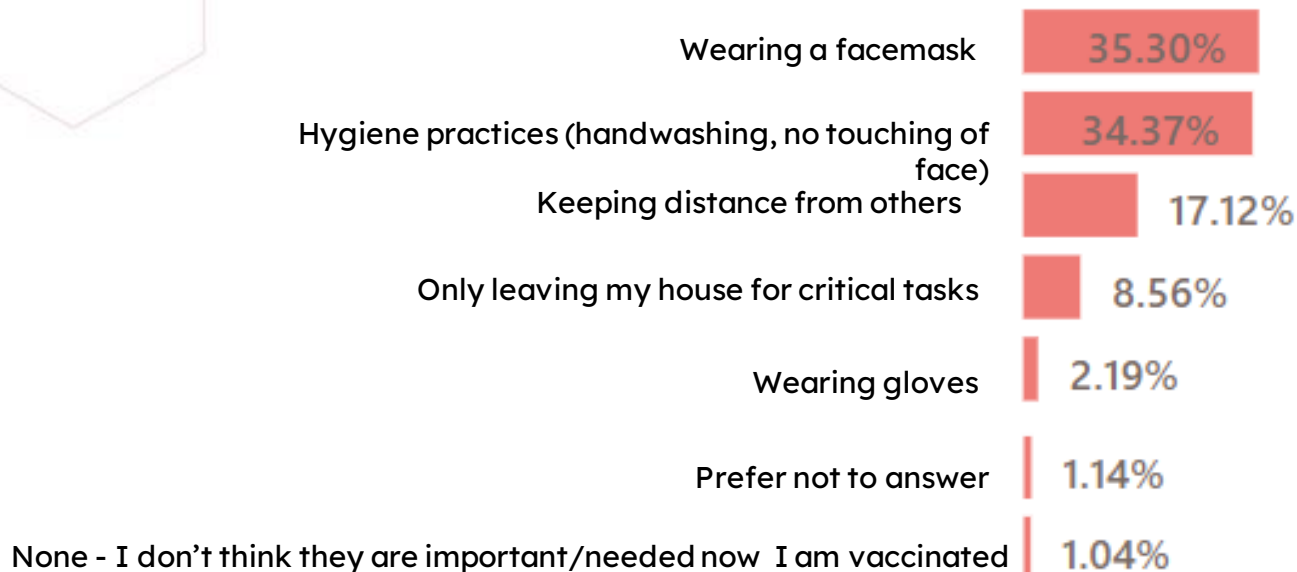 Wearing a facemask 35.30%
Hygiene practices (handwashing, no touching of 34.37%
face)
Keeping distance from others 17.12%
Only leaving my house for critical tasks 8.56%
Wearing gloves 2.19%
Prefer not to answer 1.14%
None - I don’t think they are important/needed now I am vaccinated 1.04%